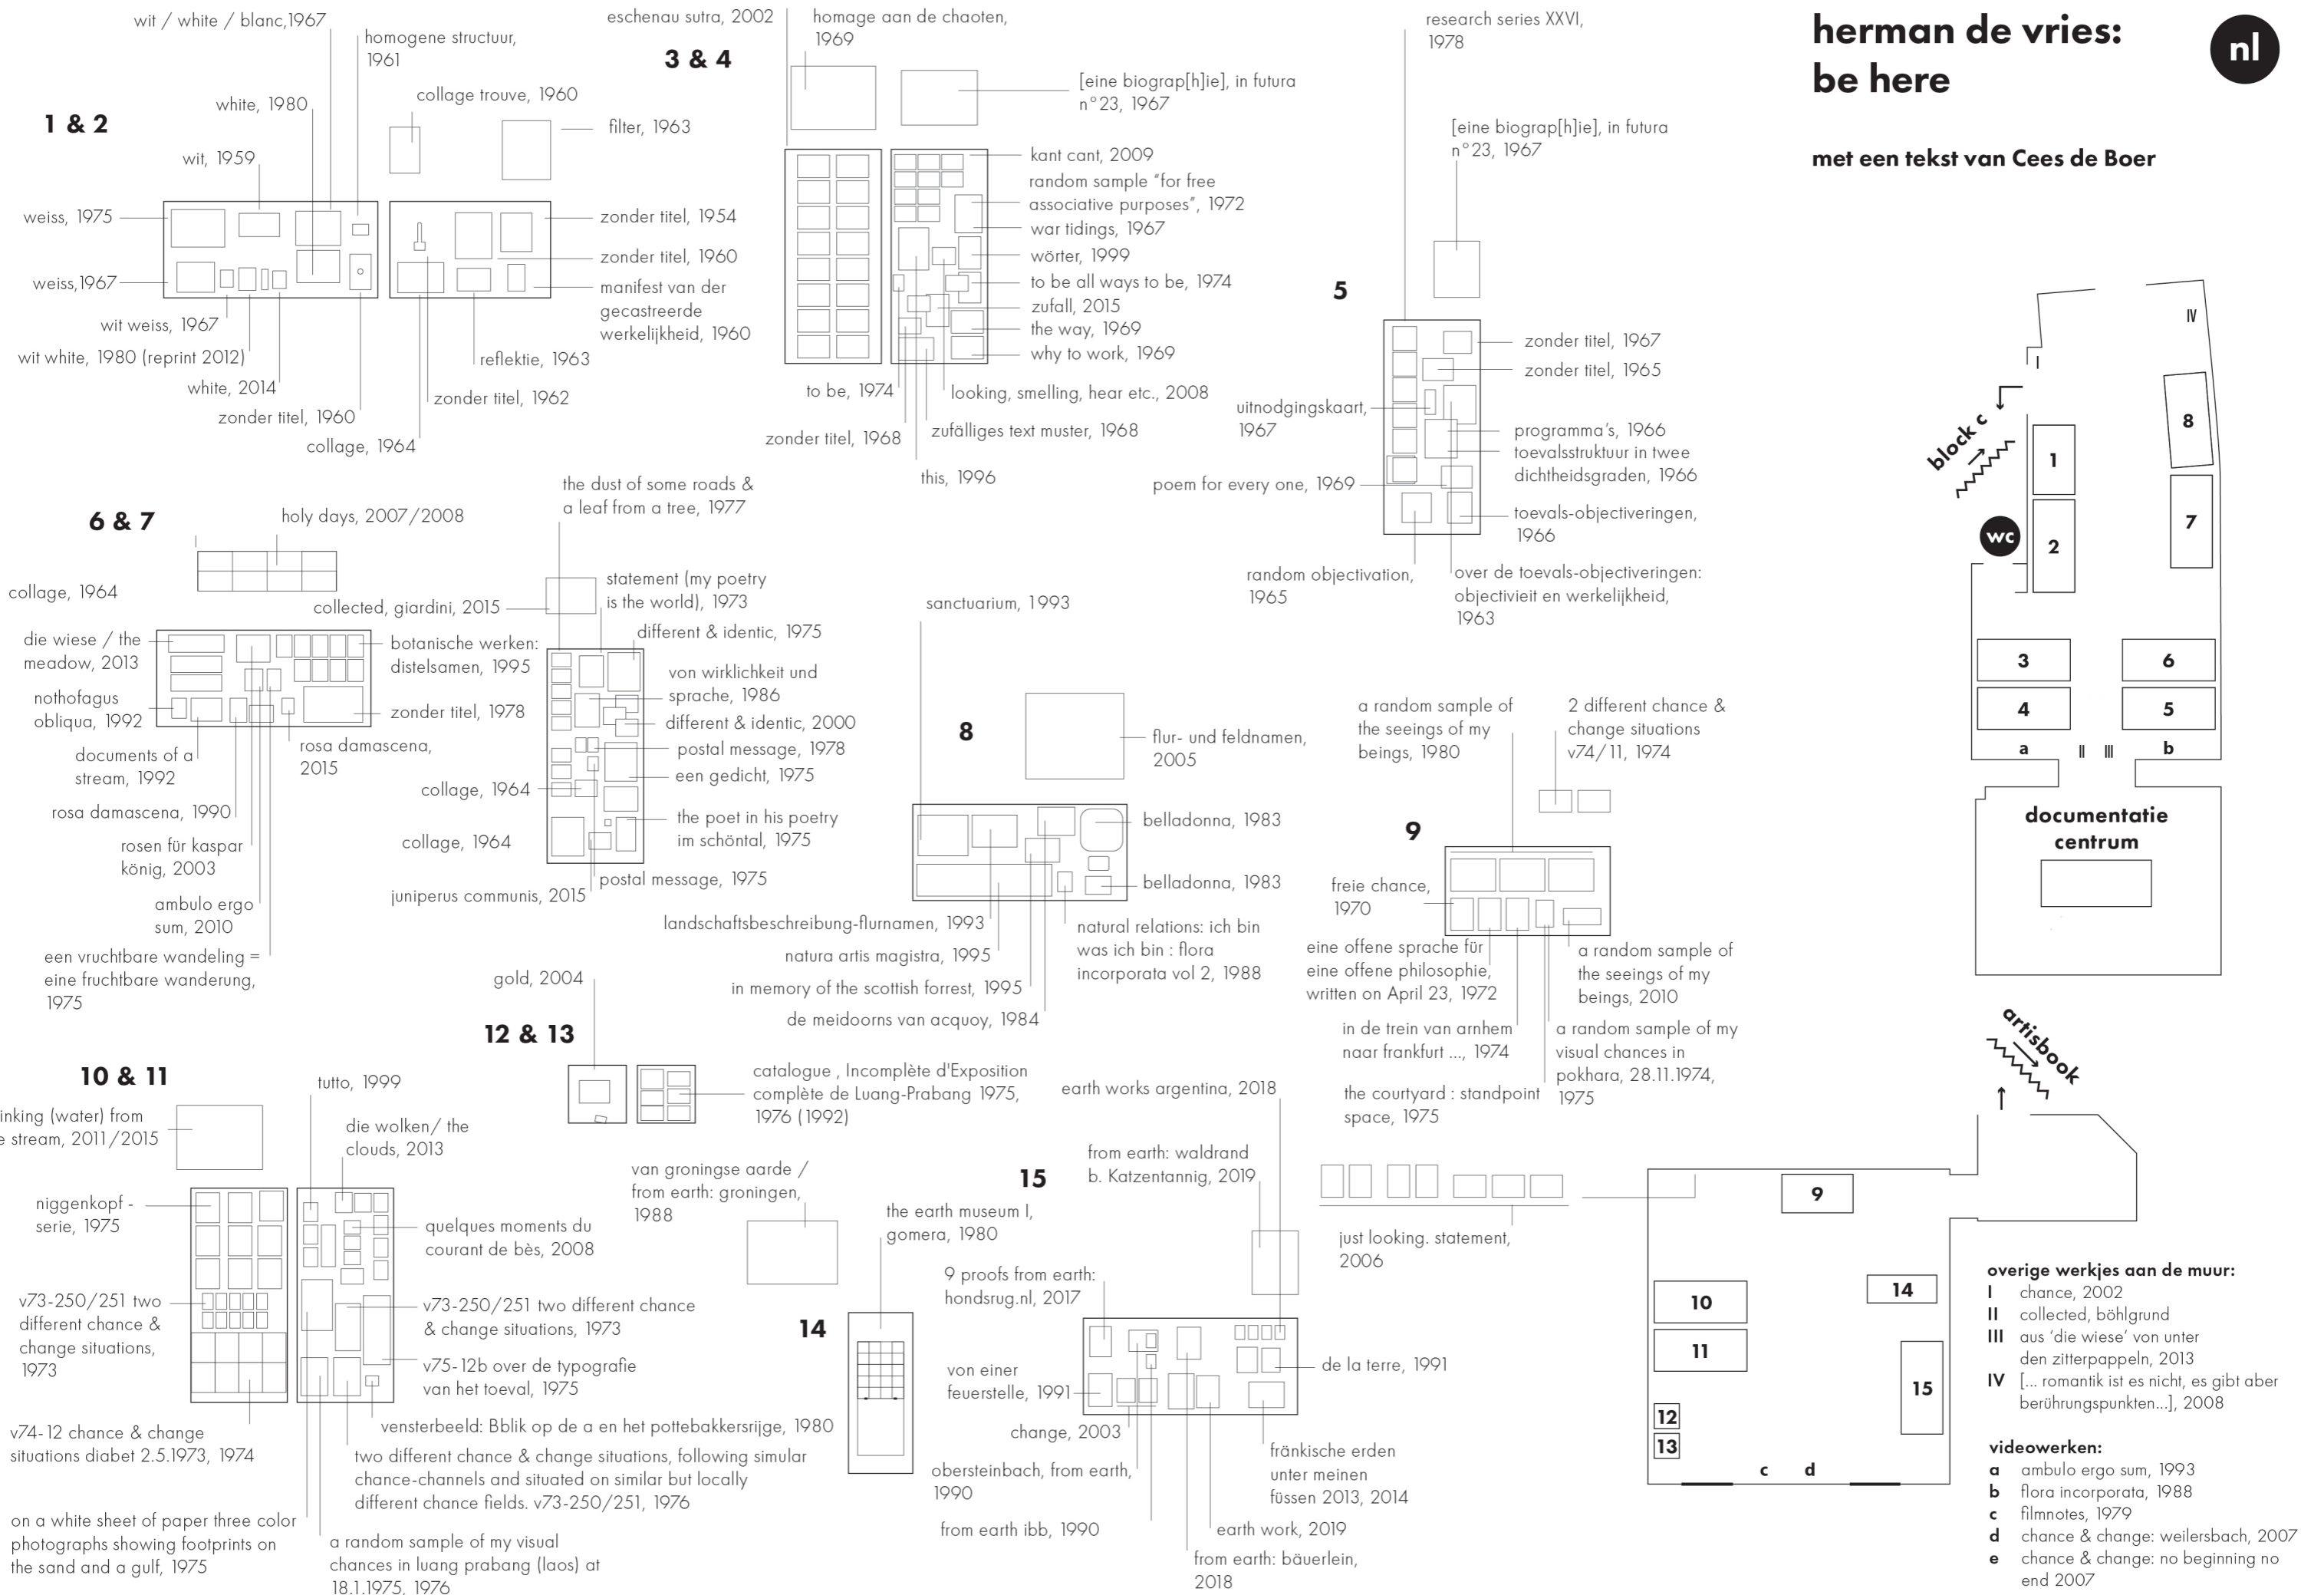 herman de vries:
be here
nl
met een tekst van Cees de Boer
1 & 2
wit / white / blanc,1967
homogene structuur,
1961
white, 1980
collage trouve, 1960
filter, 1963
wit, 1959
weiss, 1975
weiss,1967
wit weiss, 1967
wit white, 1980 (reprint 2012)
white, 2014
zonder titel, 1960
collage, 1964
zonder titel, 1962
reflektie, 1963
zonder titel, 1954
zonder titel, 1960
manifest van der
gecastreerde
werkelijkheid, 1960
3 & 4
eschenau sutra, 2002
homage aan de chaoten,
1969
[eine biograp[h]ie], in futura
n°23, 1967
kant cant, 2009
random sample “for free
associative purposes”, 1972
war tidings, 1967
wörter, 1999
to be all ways to be, 1974
zufall, 2015
the way, 1969
why to work, 1969
to be, 1974
looking, smelling, hear etc., 2008
zonder titel, 1968
zufälliges text muster, 1968
this, 1996
5
research series XXVI,
1978
[eine biograp[h]ie], in futura
n°23, 1967
zonder titel, 1967
zonder titel, 1965
uitnodgingskaart,
1967
programma's, 1966
toevalsstruktuur in twee
dichtheidsgraden, 1966
poem for every one, 1969
toevals-objectiveringen,
1966
random objectivation,
1965
over de toevals-objectiveringen:
objectivieit en werkelijkheid,
1963
6 & 7
holy days, 2007/2008
collage, 1964
collected, giardini, 2015
die wiese / the
meadow, 2013
nothofagus
obliqua, 1992
documents of a
stream, 1992
rosa damascena, 1990
rosen für kaspar
könig, 2003
ambulo ergo
sum, 2010
een vruchtbare wandeling =
eine fruchtbare wanderung,
1975
botanische werken:
distelsamen, 1995
zonder titel, 1978
rosa damascena,
2015
the dust of some roads &
a leaf from a tree, 1977
statement (my poetry
is the world), 1973
different & identic, 1975
von wirklichkeit und
sprache, 1986
different & identic, 2000
postal message, 1978
een gedicht, 1975
collage, 1964
the poet in his poetry
im schöntal, 1975
collage, 1964
postal message, 1975
juniperus communis, 2015
8
sanctuarium, 1993
flur- und feldnamen,
2005
belladonna, 1983
belladonna, 1983
landschaftsbeschreibung-flurnamen, 1993
natura artis magistra, 1995
in memory of the scottish forrest, 1995
de meidoorns van acquoy, 1984
natural relations: ich bin
was ich bin : flora
incorporata vol 2, 1988
9
a random sample of
the seeings of my
beings, 1980
2 different chance &
change situations
v74/11, 1974
freie chance,
1970
eine offene sprache für
eine offene philosophie,
written on April 23, 1972
in de trein van arnhem
naar frankfurt ..., 1974
the courtyard : standpoint
space, 1975
a random sample of
the seeings of my
beings, 2010
a random sample of my
visual chances in
pokhara, 28.11.1974,
1975
just looking. statement,
2006
10 & 11
inking (water) from
e stream, 2011/2015
niggenkopf -
serie, 1975
v73-250/251 two
different chance &
change situations,
1973
v74-12 chance & change
situations diabet 2.5.1973, 1974
on a white sheet of paper three color
photographs showing footprints on
the sand and a gulf, 1975
tutto, 1999
die wolken/ the
clouds, 2013
quelques moments du
courant de bès, 2008
v73-250/251 two different chance
& change situations, 1973
v75-12b over de typografie
van het toeval, 1975
vensterbeeld: Bblik op de a en het pottebakkersrijge, 1980
two different chance & change situations, following simular
chance-channels and situated on similar but locally
different chance fields. v73-250/251, 1976
a random sample of my visual
chances in luang prabang (laos) at
18.1.1975, 1976
12 & 13
gold, 2004
catalogue , Incomplète d'Exposition
complète de Luang-Prabang 1975,
1976 (1992)
14
van groningse aarde /
from earth: groningen,
1988
the earth museum I,
gomera, 1980
15
earth works argentina, 2018
from earth: waldrand
b. Katzentannig, 2019
9 proofs from earth:
hondsrug.nl, 2017
von einer
feuerstelle, 1991
change, 2003
obersteinbach, from earth,
1990
from earth ibb, 1990
de la terre, 1991
fränkische erden
unter meinen
füssen 2013, 2014
earth work, 2019
from earth: bäuerlein,
2018
IV
I
block c
8
1
7
wc
2
3
6
4
5
a
II
III
b
documentatie
centrum
artisbook
9
10
14
11
15
12
13
c
d
overige werkjes aan de muur:
I chance, 2002
II collected, böhlgrund
III aus ‘die wiese’ von unter
den zitterpappeln, 2013
IV [... romantik ist es nicht, es gibt aber
berührungspunkten...], 2008
videowerken:
a ambulo ergo sum, 1993
b flora incorporata, 1988
c filmnotes, 1979
d chance & change: weilersbach, 2007
e chance & change: no beginning no
end 2007